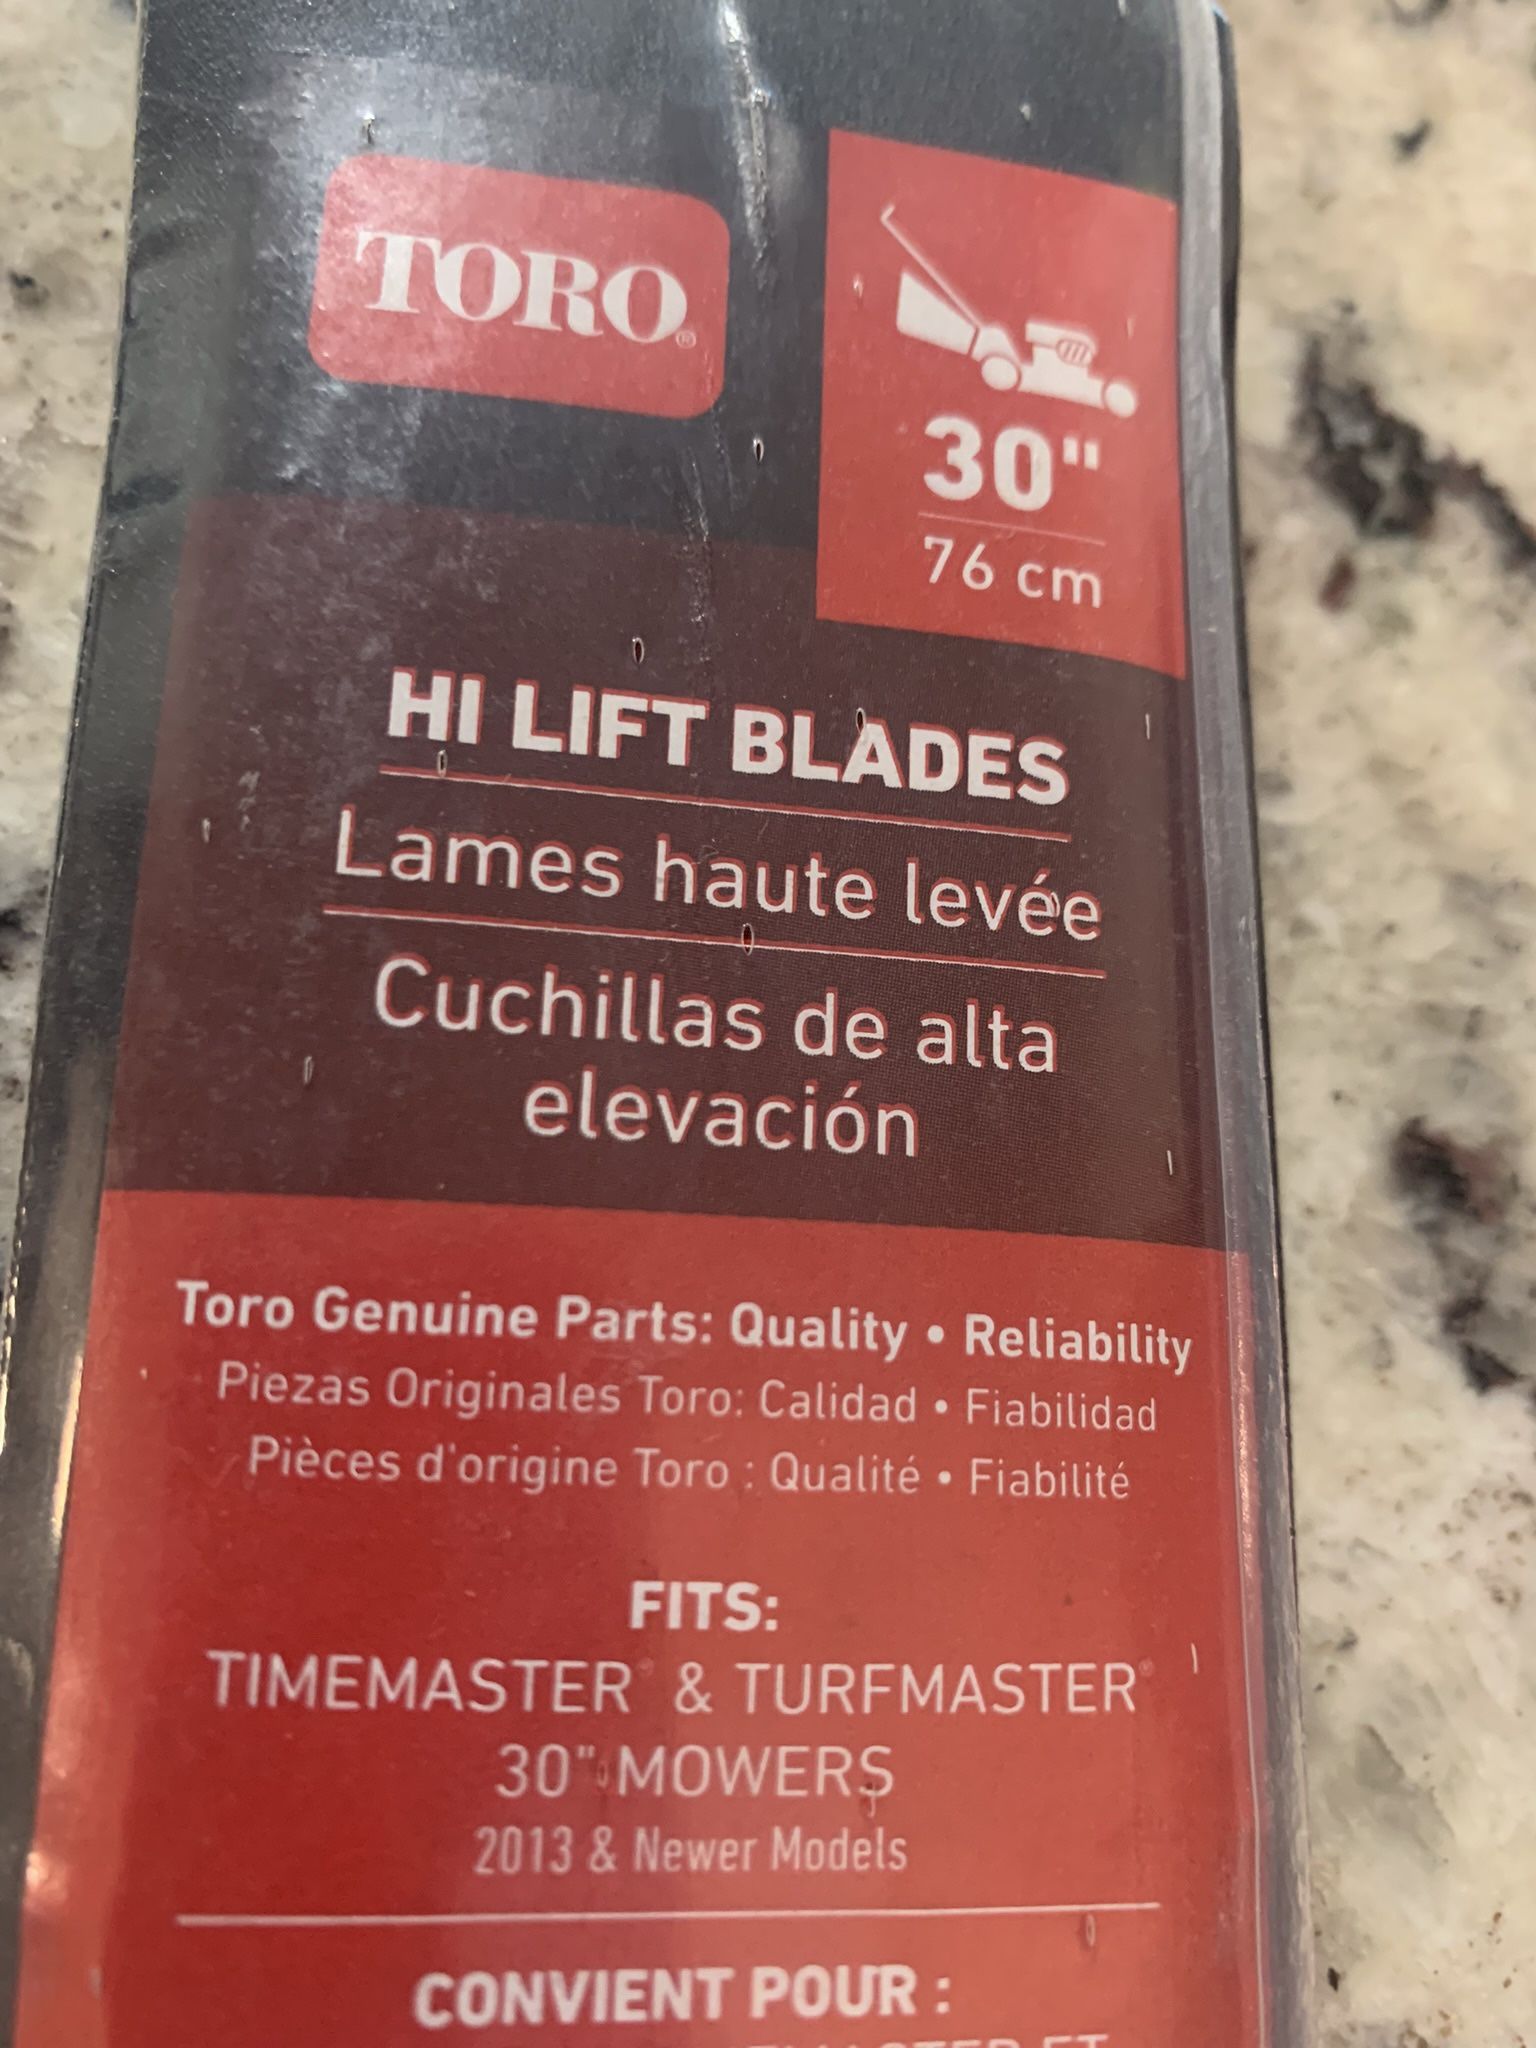 TORO®
30"
76 cm
HI LIFT BLADES
Lames haute levée
Cuchillas de alta
elevación
Toro Genuine Parts: Quality • Reliability
Piezas Originales Toro: Calidad • Fiabilidad
Pièces d'origine Toro : Qualité • Fiabilité
FITS:
TIMEMASTER® & TURFMASTER®
30" MOWERS
2013 & Newer Models
CONVIENT POUR :
ET